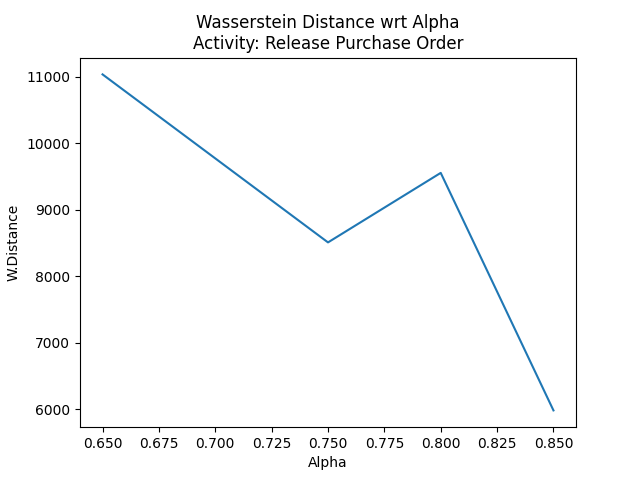 Wasserstein Distance wrt Alpha
Activity: Release Purchase Order
11000
10000
9000
8000
7000
6000
W.Distance
0.650 0.675 0.700 0.725 0.750 0.775 0.800 0.825 0.850
Alpha